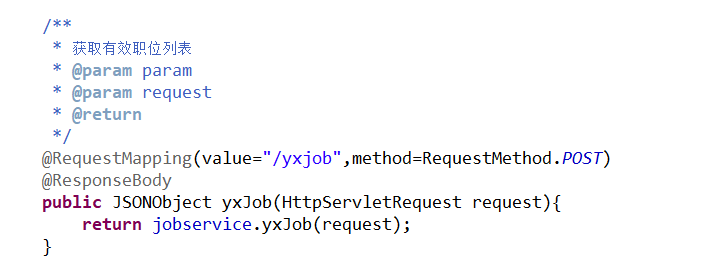 /**
 * 获取有效职位列表
 * @param param
 * @param request
 * @return
 */
@RequestMapping(value="/yxjob",method=RequestMethod.POST)
@ResponseBody
public JSONObject yxJob(HttpServletRequest request){
    return jobservice.yxJob(request);
}